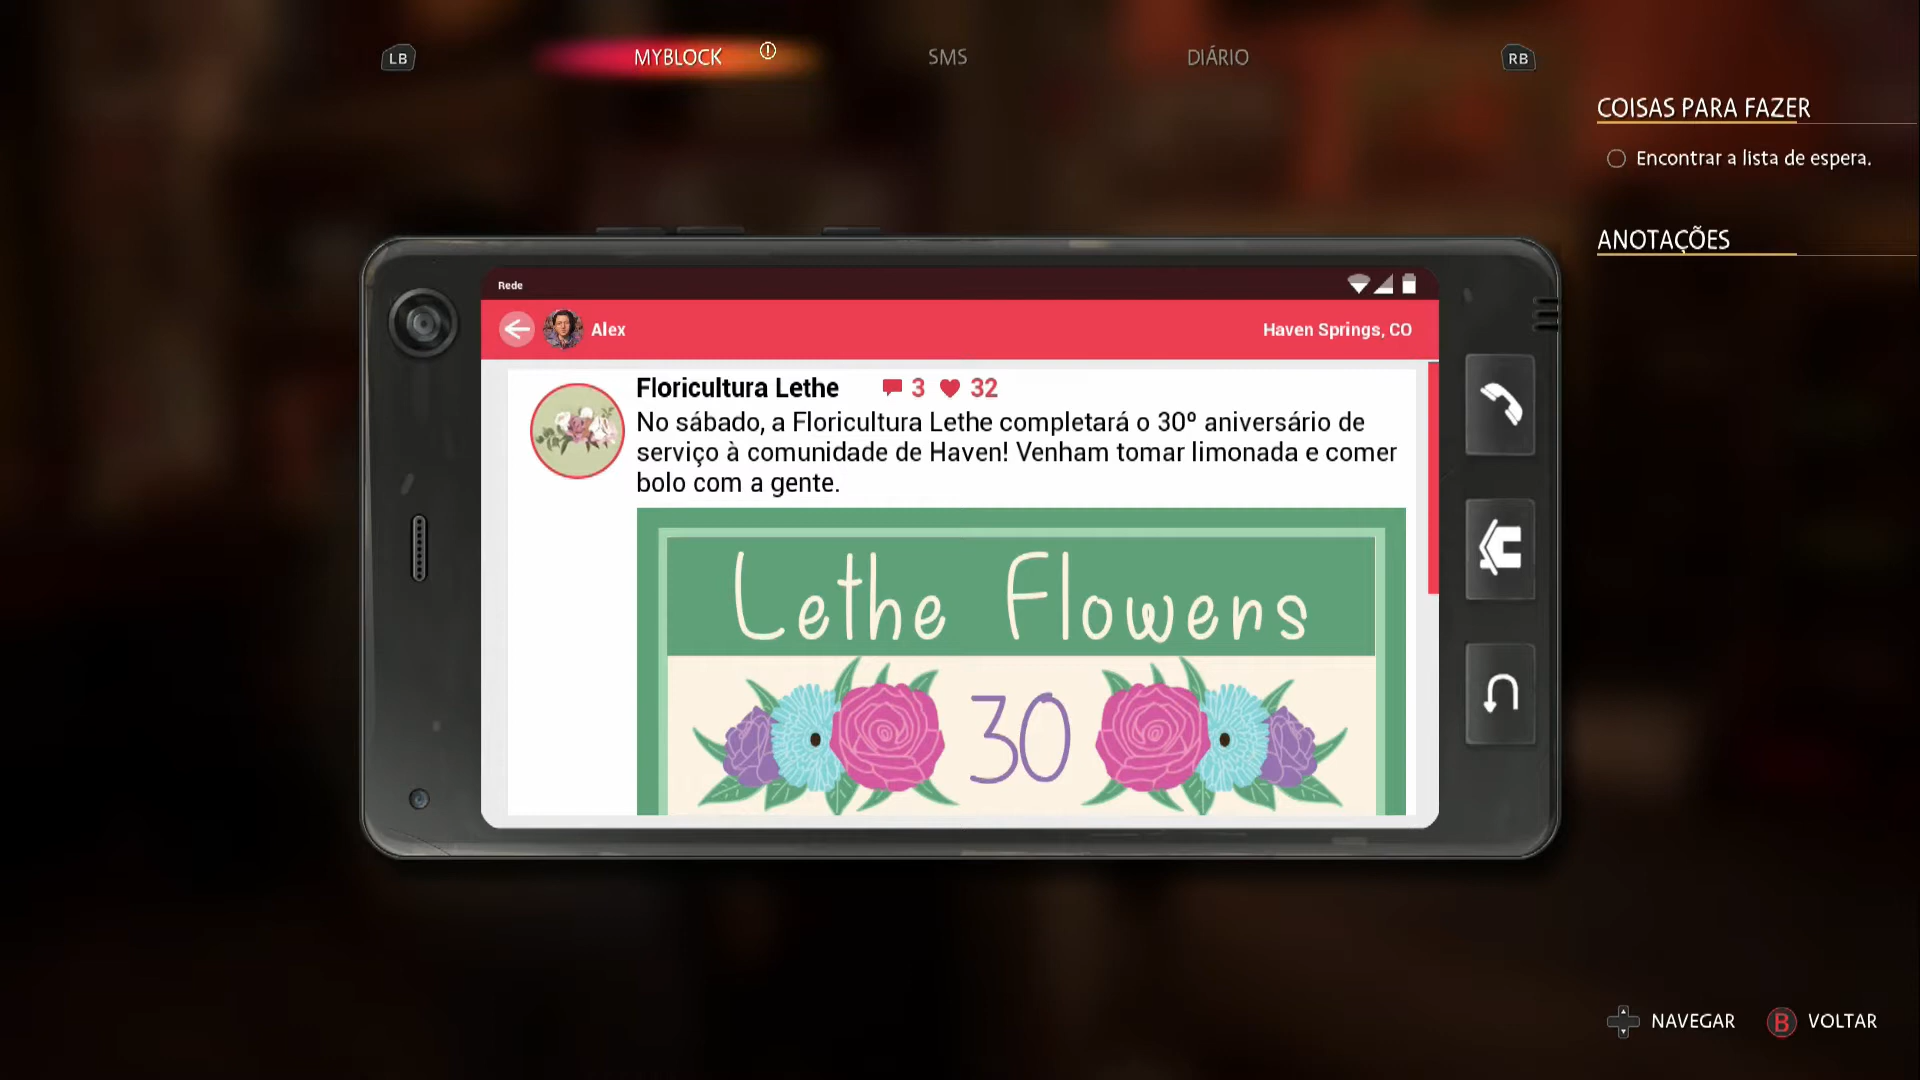 LB
MYBLOCK
SMS
DIÁRIO
RB
COISAS PARA FAZER
Encontrar a lista de espera.
ANOTAÇÕES
Rede
Alex
Haven Springs, CO
Floricultura Lethe 3 32
No sábado, a Floricultura Lethe completará o 30º aniversário de
serviço à comunidade de Haven! Venham tomar limonada e comer
bolo com a gente.
Lethe Flowers
30
NAVEGAR
B VOLTAR